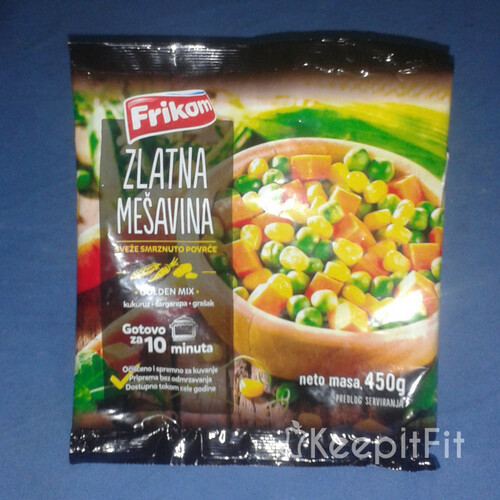 Frikom
ZLATNA
MEŠAVINA
SVEŽE SMRZNUTO POVRĆE
GOLDEN MIX •
kukuruz • šargarepa • grašak
Gotovo
za 10 minuta
Očišćeno i spremno za kuvanje
Priprema bez odmrzavanja
Dostupno tokom cele godine
neto masa, 450g
PREDLOG SERVIRANJA
KeepItFit